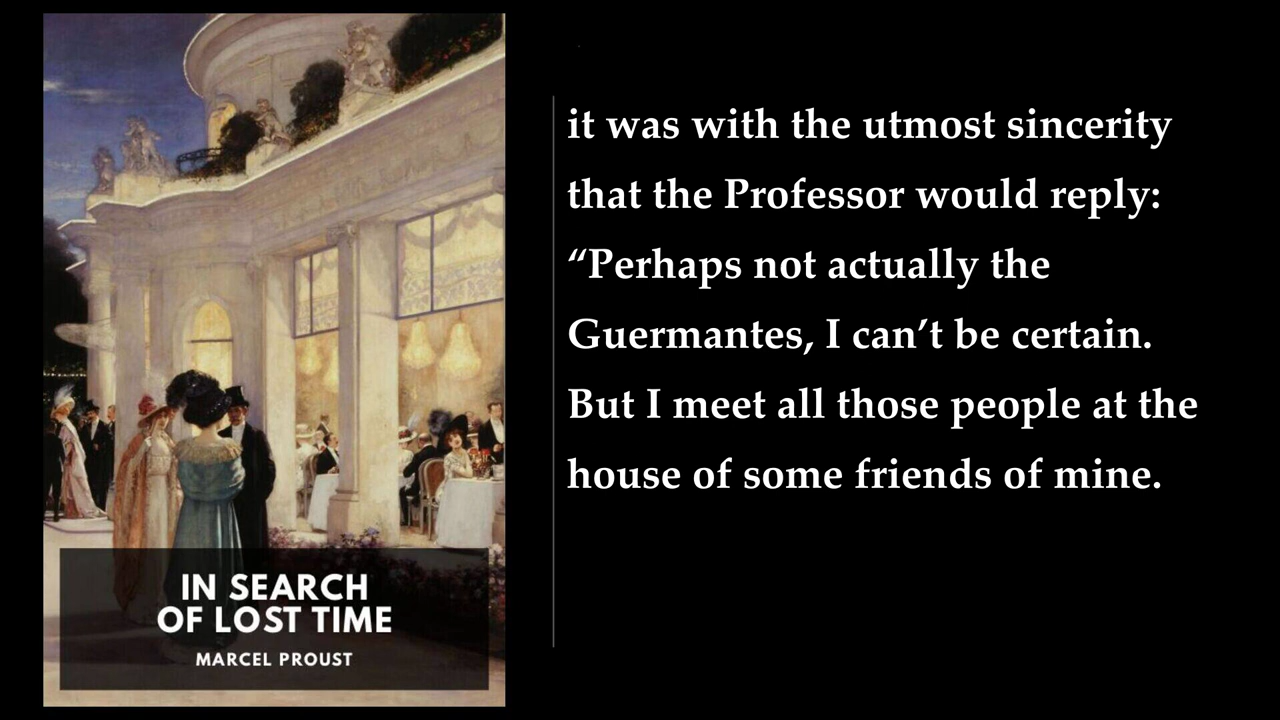 it was with the utmost sincerity
that the Professor would reply:
“Perhaps not actually the
Guermantes, I can’t be certain.
But I meet all those people at the
house of some friends of mine.
IN SEARCH
OF LOST TIME
MARCEL PROUST